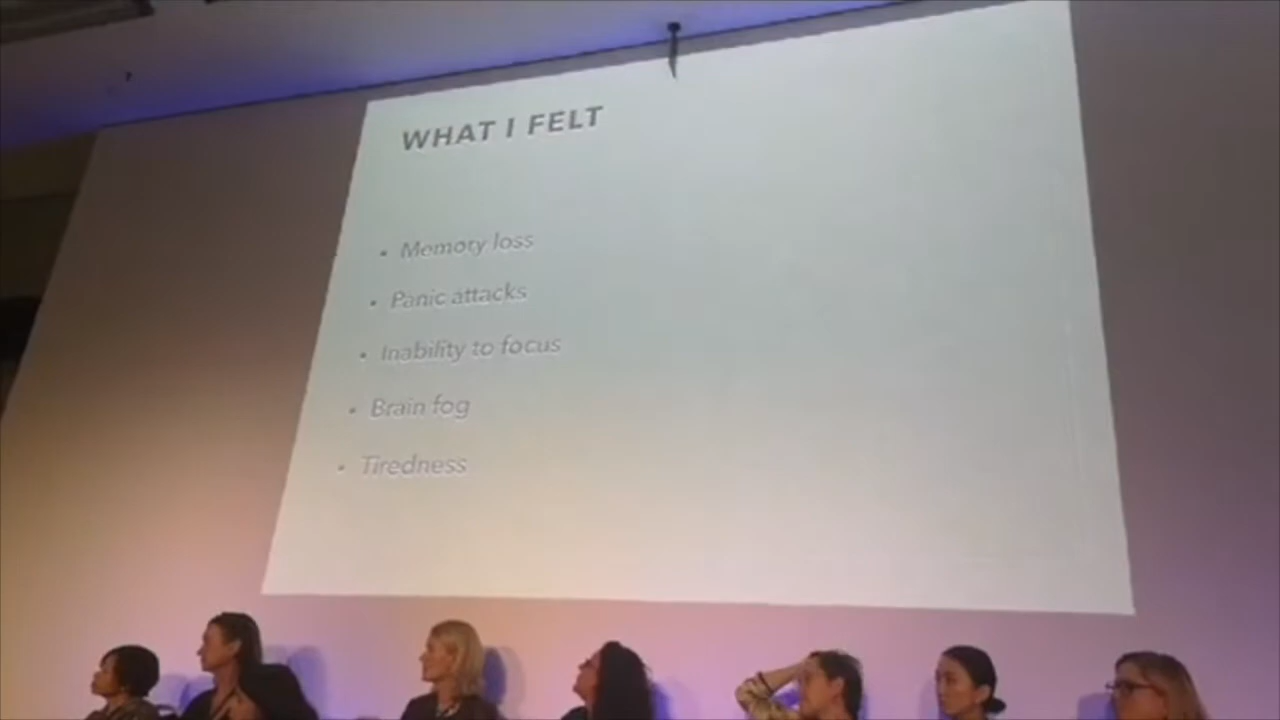 WHAT I FELT
• Memory loss
• Panic attacks
• Inability to focus
• Brain fog
• Tiredness